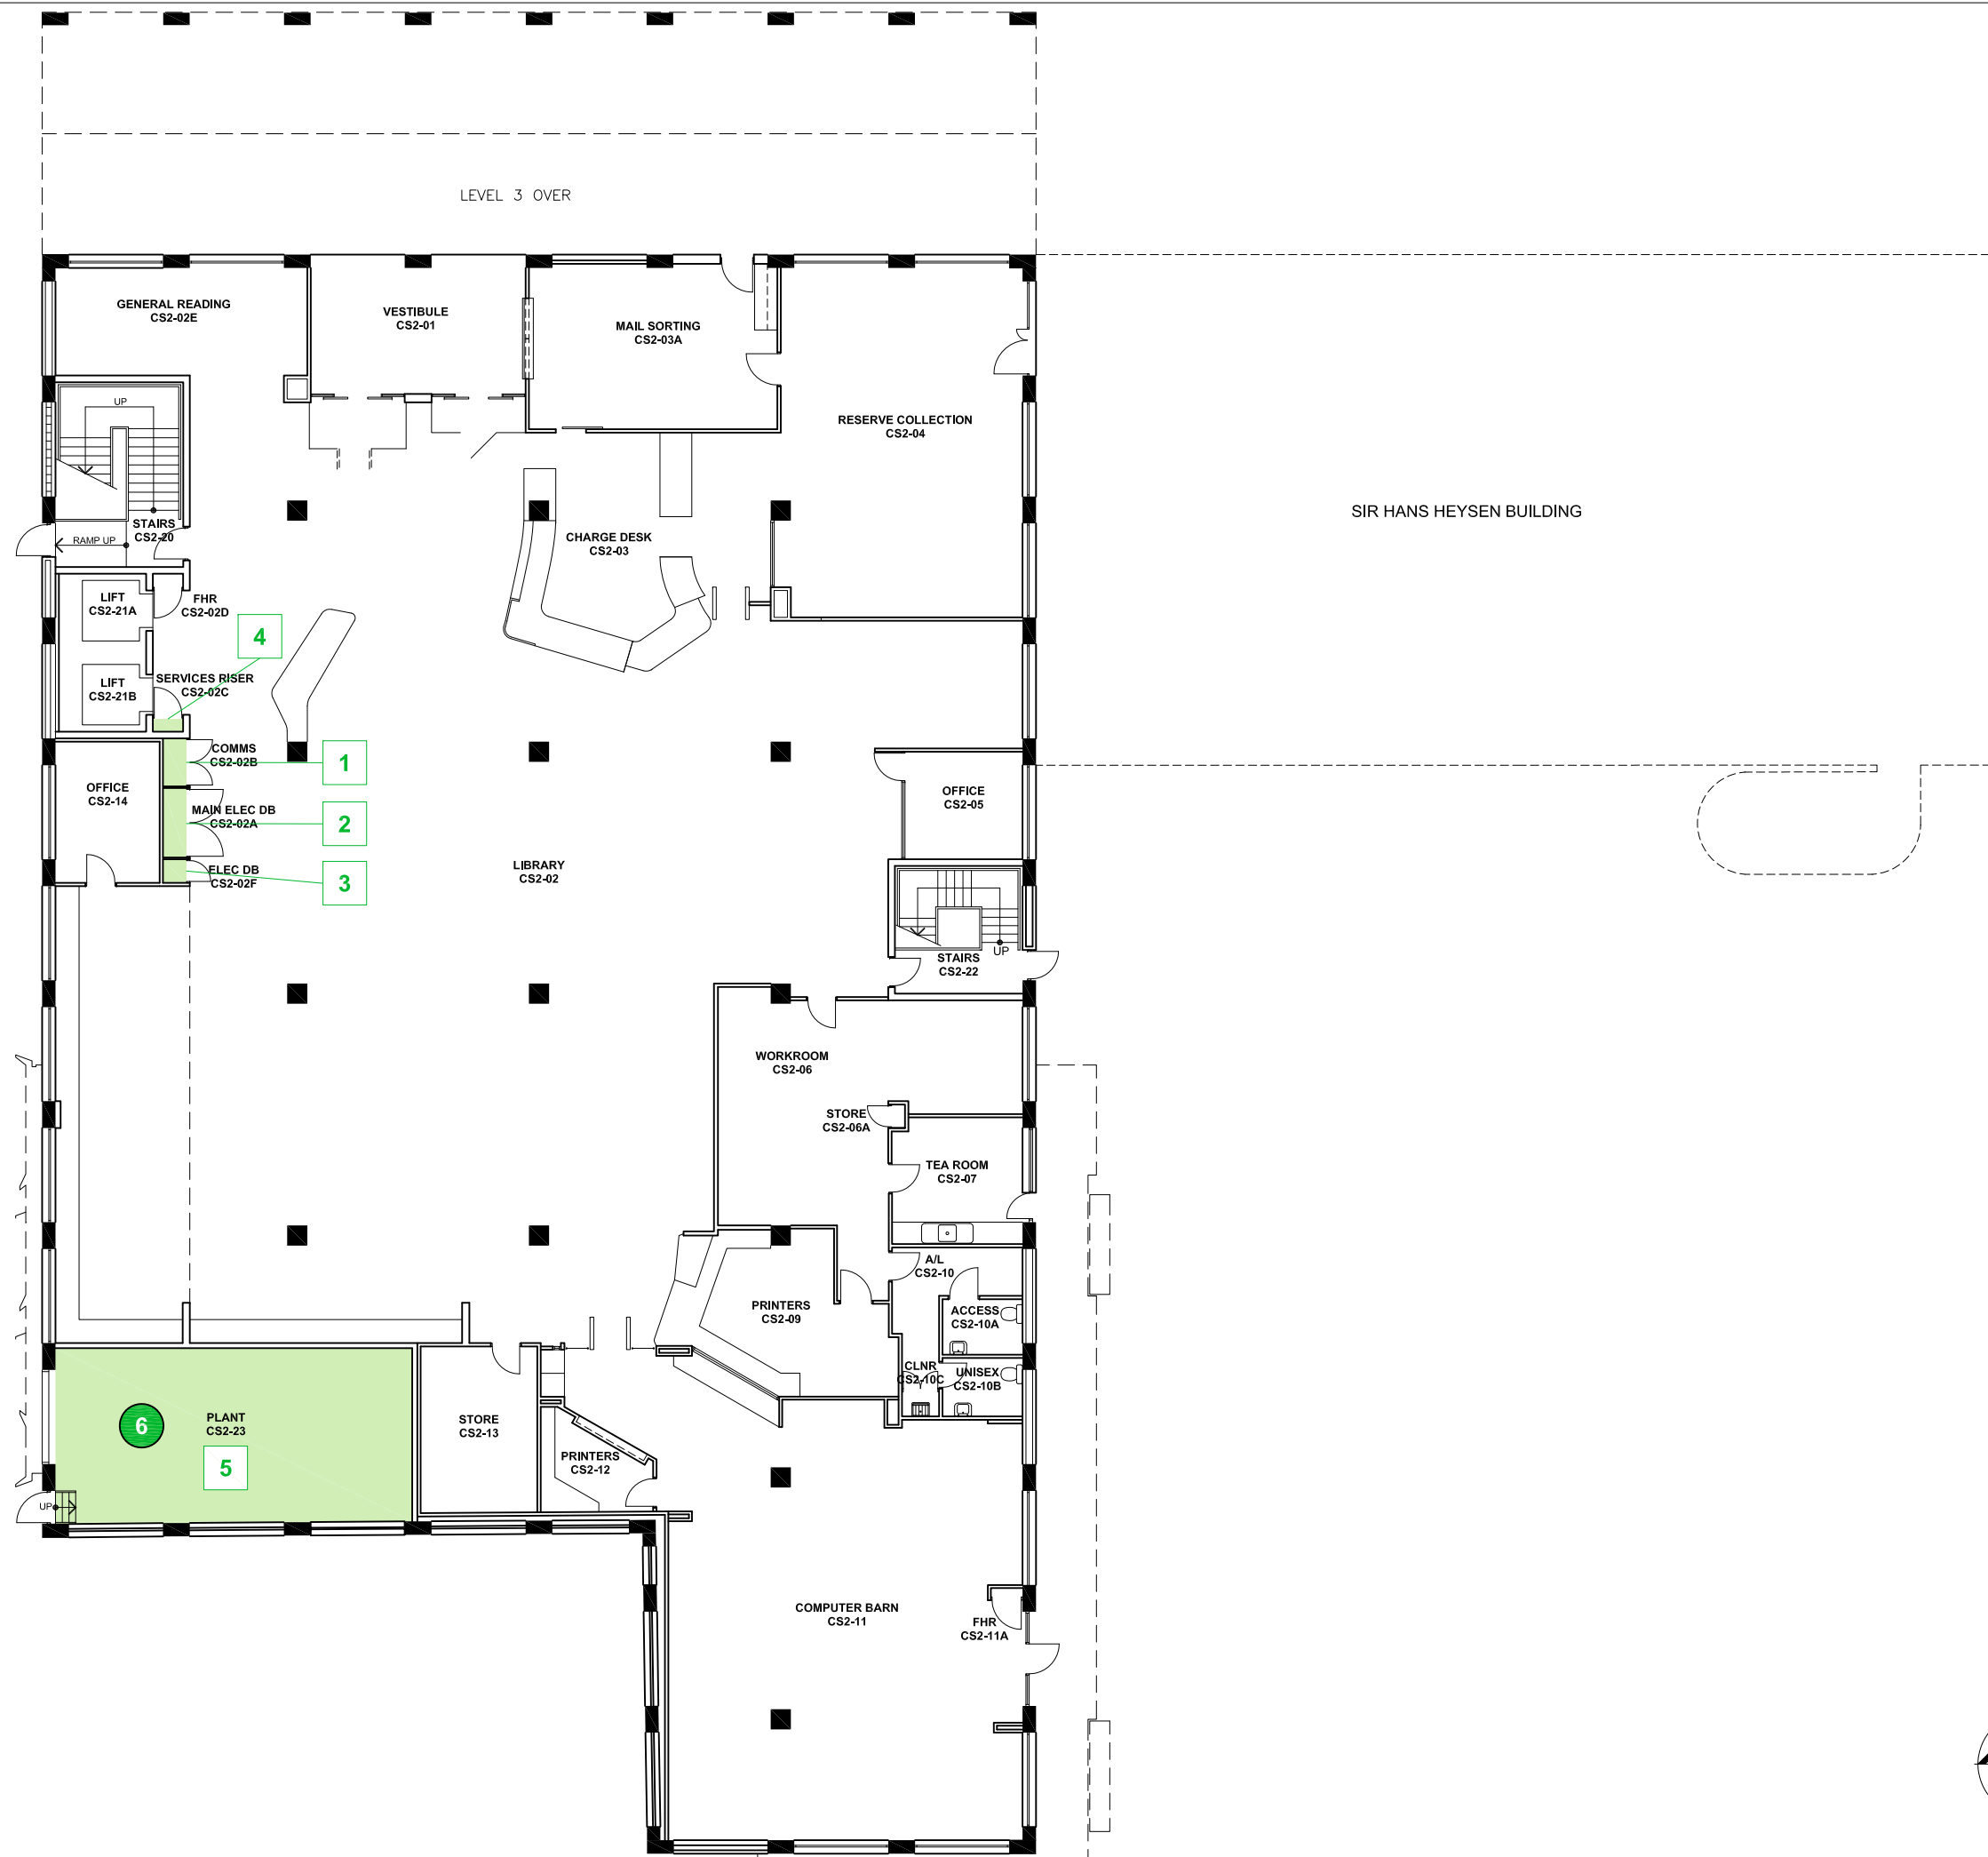 LEVEL 3 OVER
GENERAL READING
CS2-02E
VESTIBULE
CS2-01
MAIL SORTING
CS2-03A
RESERVE COLLECTION
CS2-04
UP
STAIRS
CS2-20
RAMP UP
SIR HANS HEYSEN BUILDING
CHARGE DESK
CS2-03
LIFT
CS2-21A
FHR
CS2-02D
4
LIFT
CS2-21B
SERVICES RISER
CS2-02C
COMMS
CS2-02B
1
OFFICE
CS2-14
MAIN ELEC DB
CS2-02A
2
OFFICE
CS2-05
ELEC DB
CS2-02F
3
LIBRARY
CS2-02
UP
STAIRS
CS2-22
WORKROOM
CS2-06
STORE
CS2-06A
TEA ROOM
CS2-07
A/L
CS2-10
PRINTERS
CS2-09
ACCESS
CS2-10A
CLNR
CS2-10C
UNISEX
CS2-10B
6
PLANT
CS2-23
5
STORE
CS2-13
PRINTERS
CS2-12
UP
COMPUTER BARN
CS2-11
FHR
CS2-11A